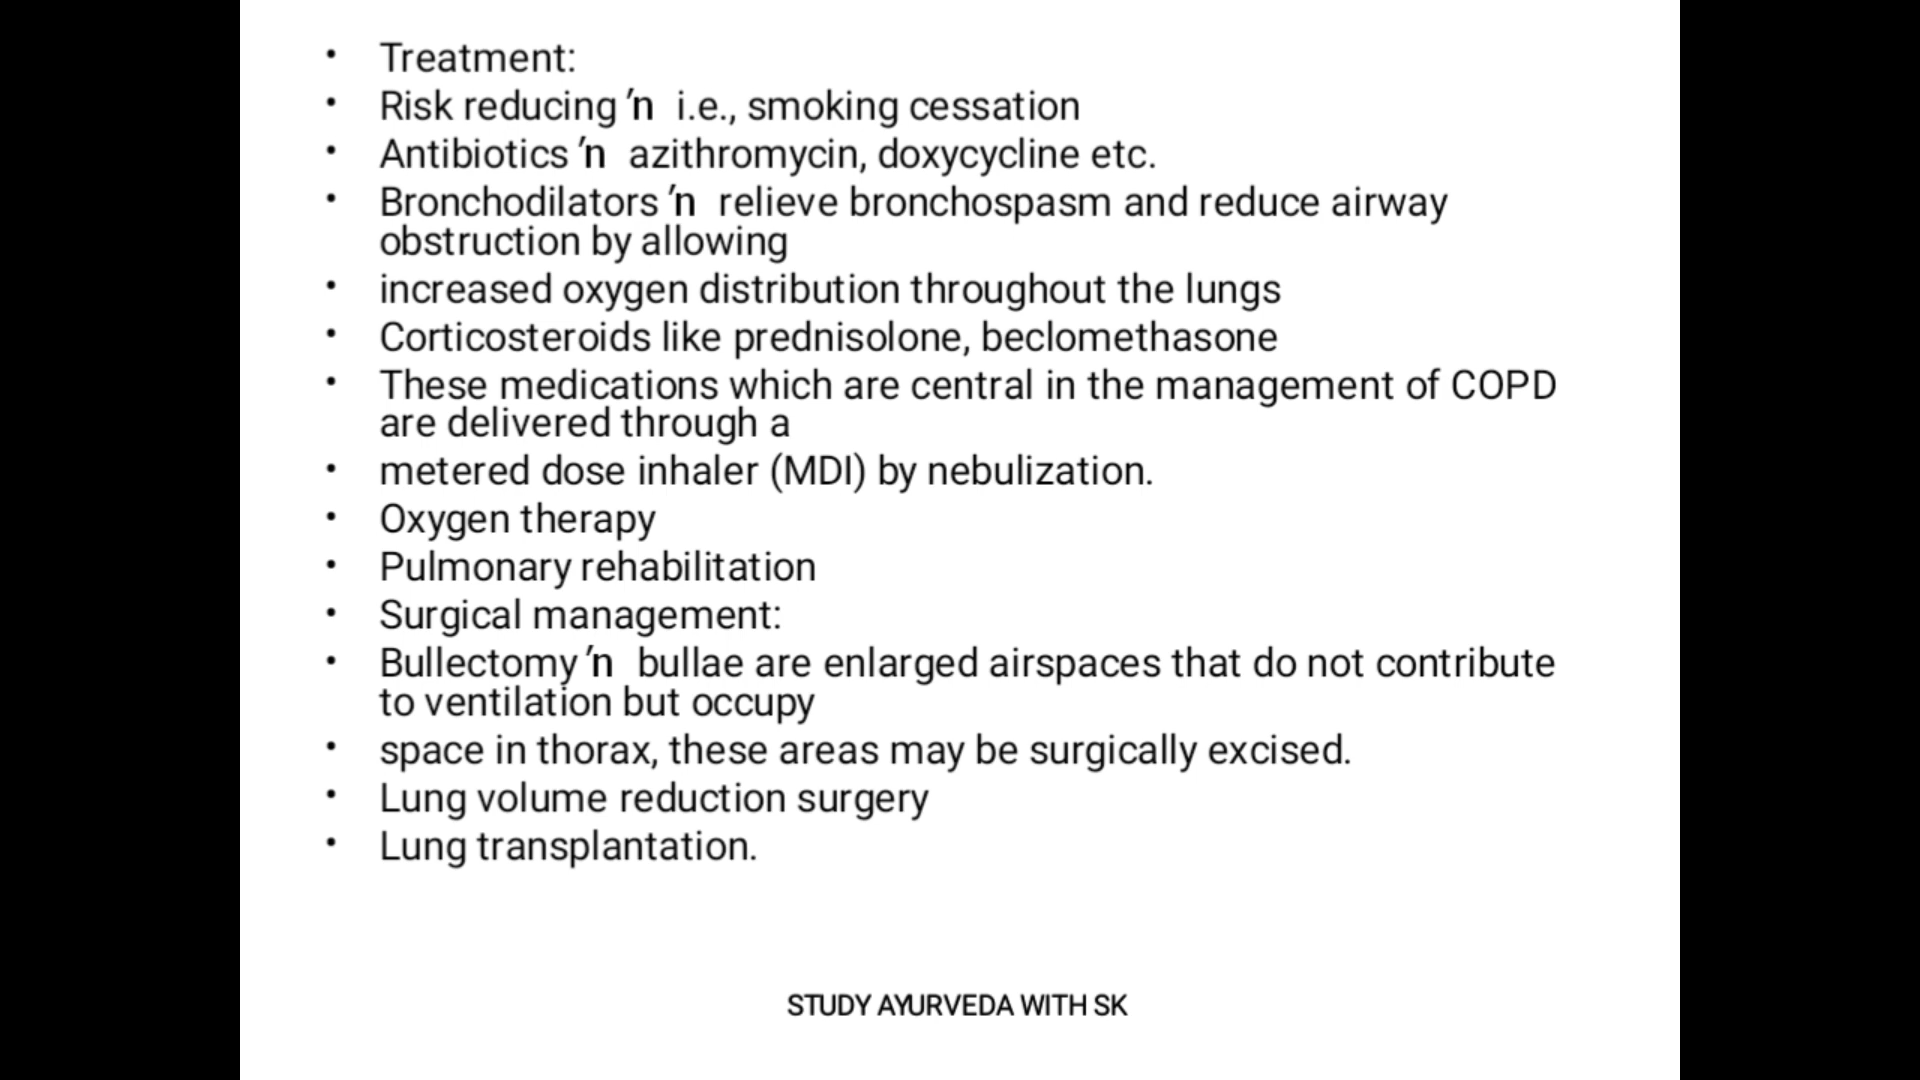 • Treatment:
• Risk reducing ′n i.e., smoking cessation
• Antibiotics ′n azithromycin, doxycycline etc.
• Bronchodilators ′n relieve bronchospasm and reduce airway
obstruction by allowing
• increased oxygen distribution throughout the lungs
• Corticosteroids like prednisolone, beclomethasone
• These medications which are central in the management of COPD
are delivered through a
• metered dose inhaler (MDI) by nebulization.
• Oxygen therapy
• Pulmonary rehabilitation
• Surgical management:
• Bullectomy ′n bullae are enlarged airspaces that do not contribute
to ventilation but occupy
• space in thorax, these areas may be surgically excised.
• Lung volume reduction surgery
• Lung transplantation.
STUDY AYURVEDA WITH SK